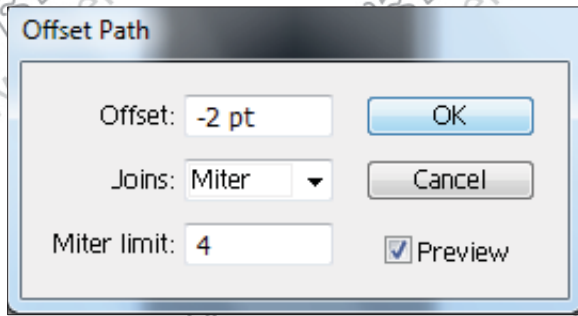 Offset Path
Offset: -2 pt
OK
Joins: Miter
Cancel
Miter limit: 4
Preview